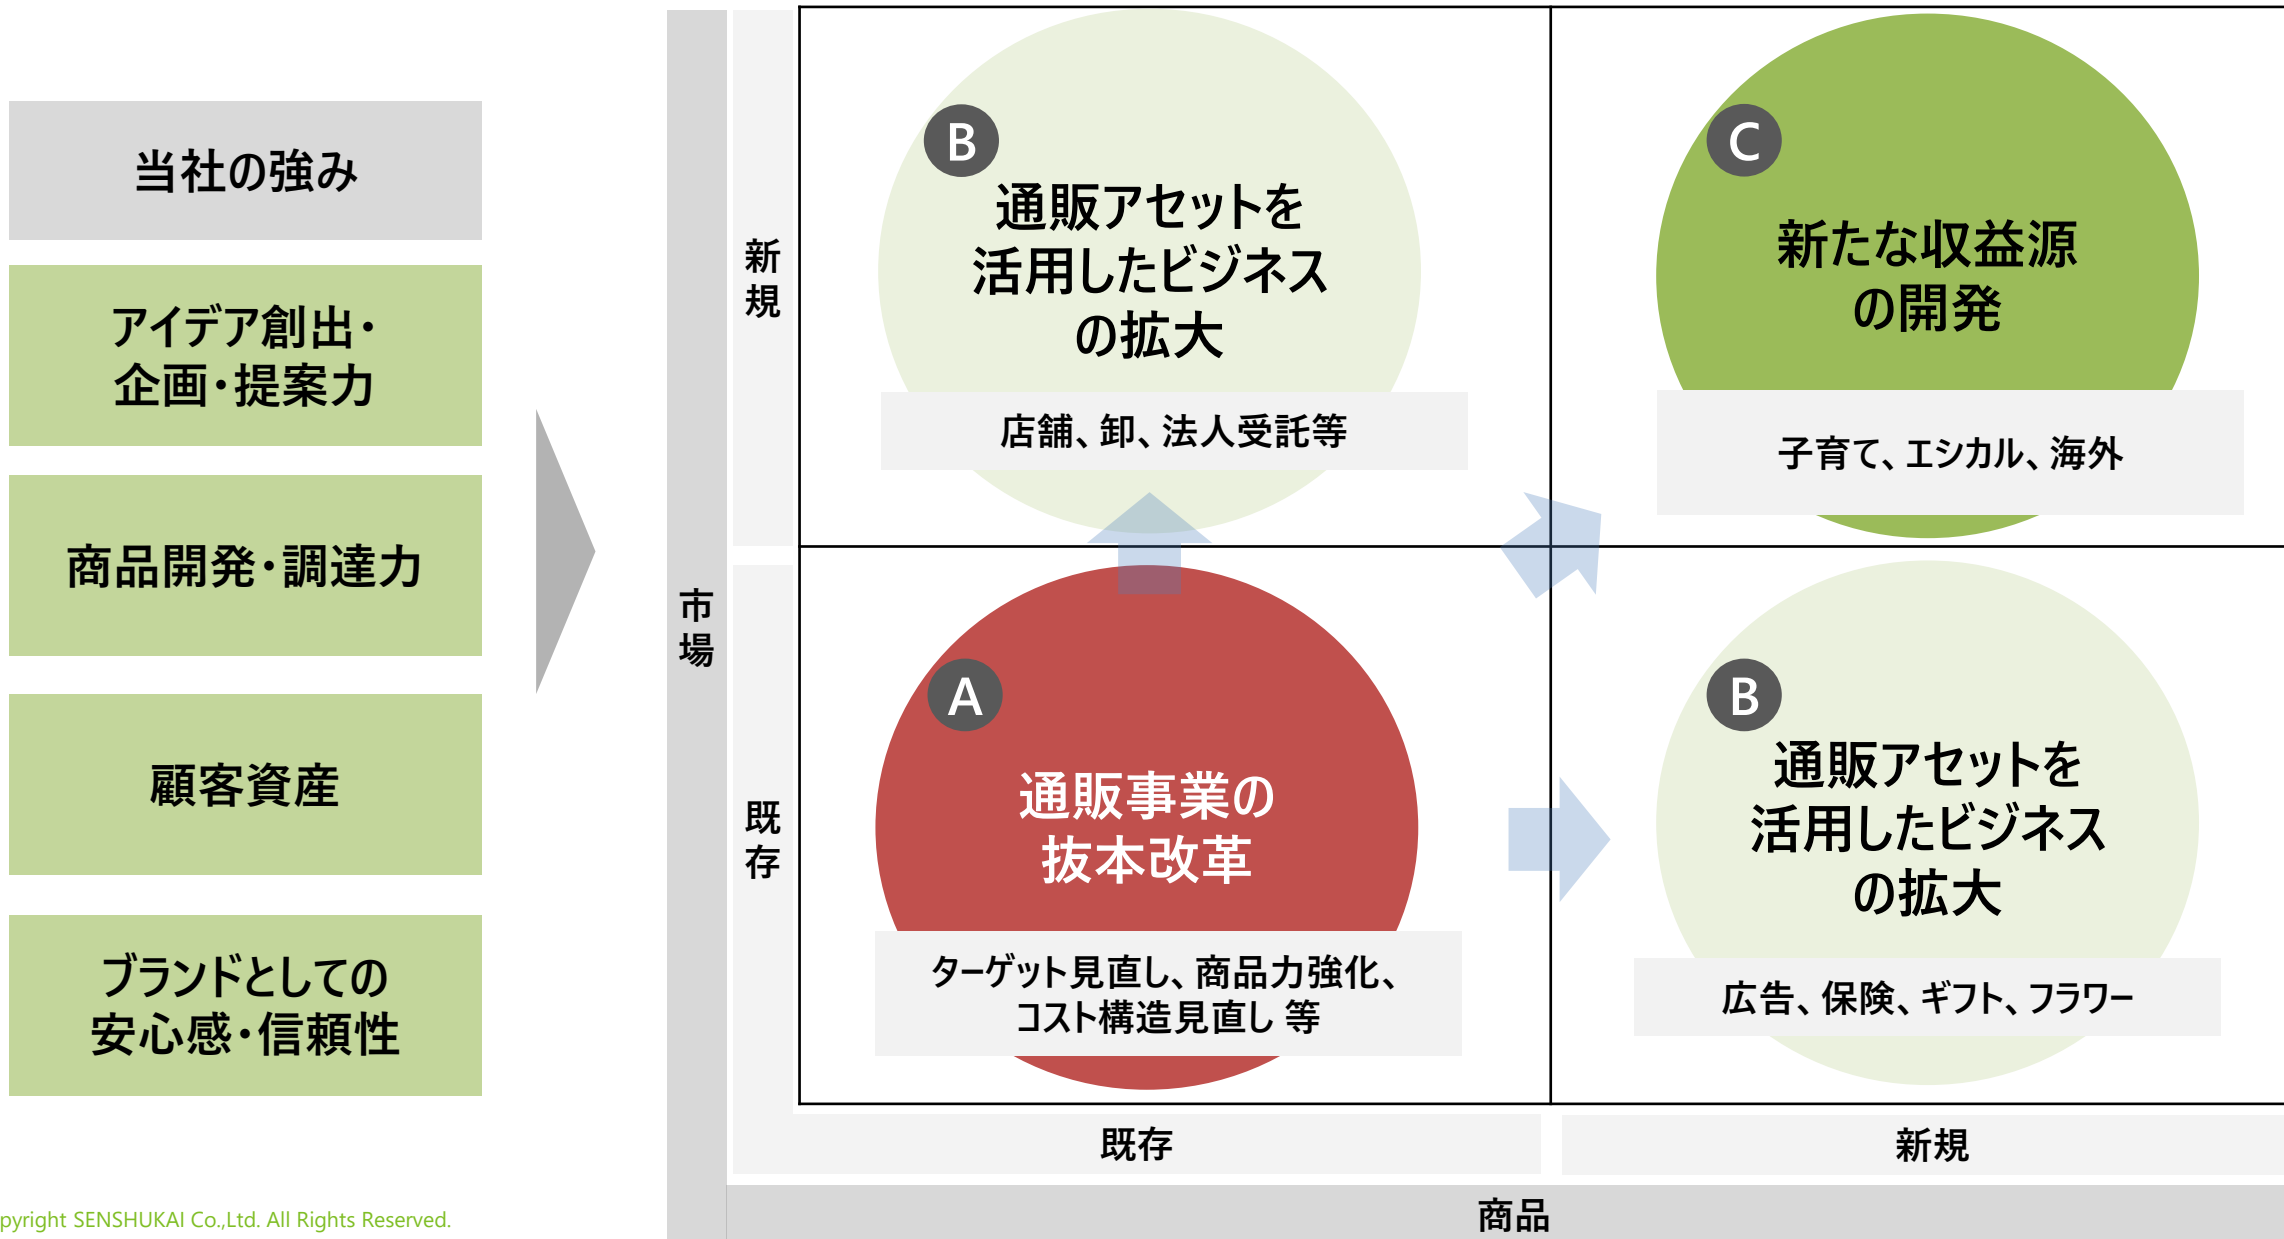 当社の強み
アイデア創出・
企画・提案力
商品開発・調達力
顧客資産
ブランドとしての
安心感・信頼性
市場
新規
既存
B
通販アセットを
活用したビジネス
の拡大
店舗、卸、法人受託等
C
新たな収益源
の開発
子育て、エシカル、海外
A
通販事業の
抜本改革
ターゲット見直し、商品力強化、
コスト構造見直し 等
B
通販アセットを
活用したビジネス
の拡大
広告、保険、ギフト、フラワー
既存
新規
商品
pyright SENSHUKAI Co.,Ltd. All Rights Reserved.